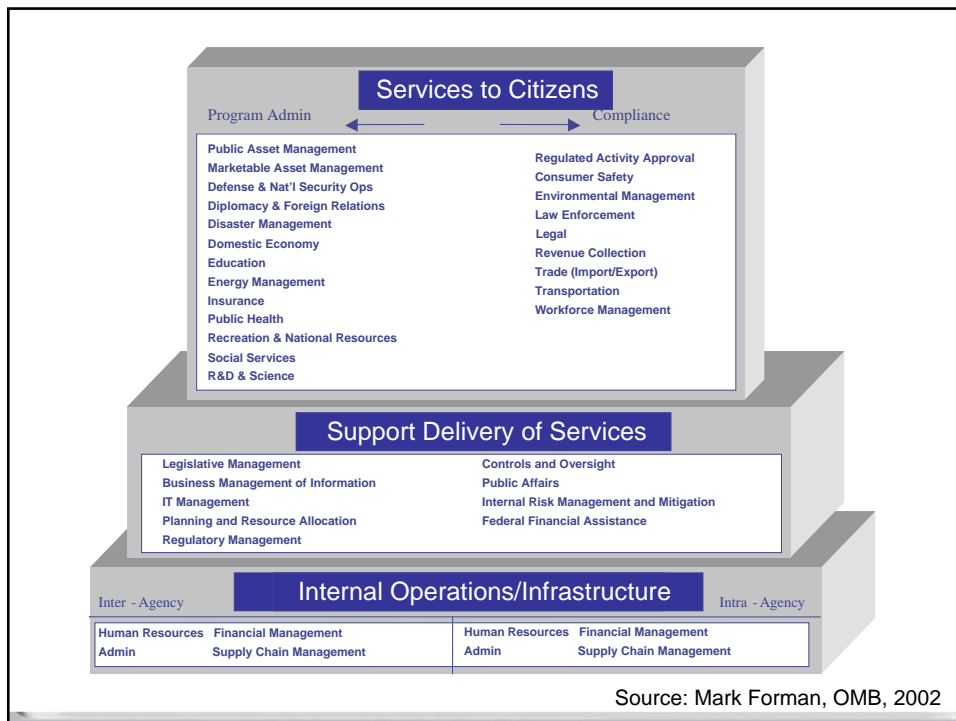 Services to Citizens
Program Admin
Compliance
Public Asset Management
Marketable Asset Management
Defense & Nat'l Security Ops
Diplomacy & Foreign Relations
Disaster Management
Domestic Economy
Education
Energy Management
Insurance
Public Health
Recreation & National Resources
Social Services
R&D & Science
Regulated Activity Approval
Consumer Safety
Environmental Management
Law Enforcement
Legal
Revenue Collection
Trade (Import/Export)
Transportation
Workforce Management
Support Delivery of Services
Legislative Management
Business Management of Information
IT Management
Planning and Resource Allocation
Regulatory Management
Controls and Oversight
Public Affairs
Internal Risk Management and Mitigation
Federal Financial Assistance
Internal Operations/Infrastructure
Inter - Agency
Intra - Agency
Human Resources Financial Management
Admin Supply Chain Management
Human Resources Financial Management
Admin Supply Chain Management
Source: Mark Forman, OMB, 2002